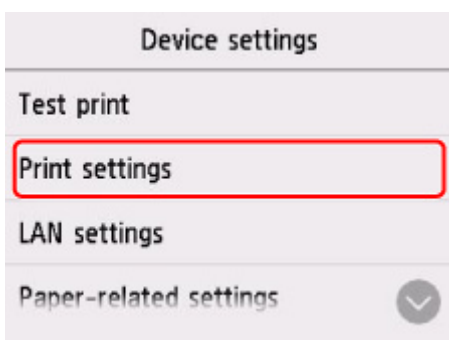 Device settings
Test print
Print settings
LAN settings
Paper-related settings